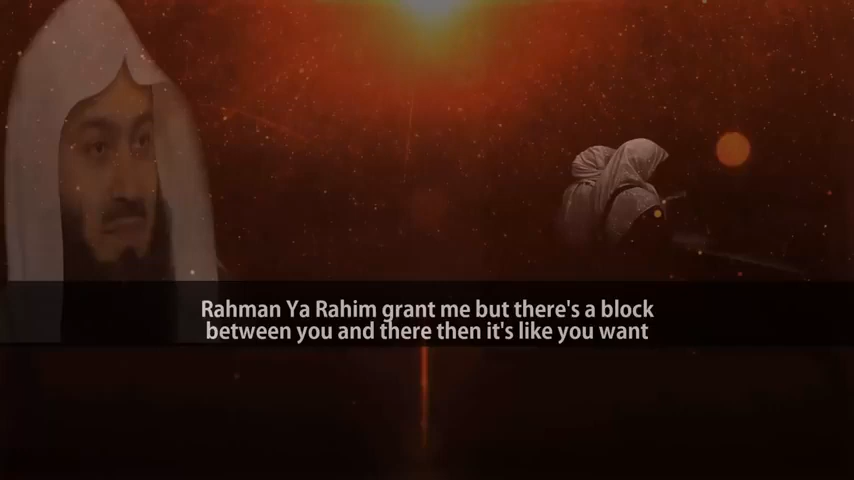 Rahman Ya Rahim grant me but there's a block
between you and there then it's like you want